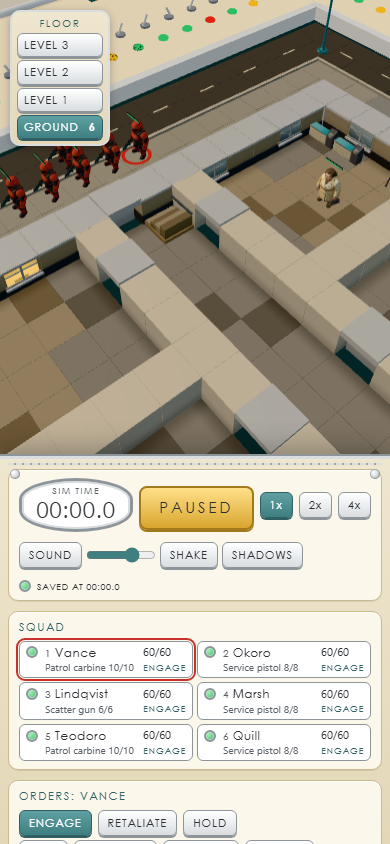 FLOOR
LEVEL 3
LEVEL 2
LEVEL 1
GROUND 6
SIM TIME
00:00.0
PAUSED
1x
2x
4x
SOUND
SHAKE
SHADOWS
SAVED AT 00:00.0
SQUAD
1 Vance 60/60
Patrol carbine 10/10 ENGAGE
2 Okoro 60/60
Service pistol 8/8 ENGAGE
3 Lindqvist 60/60
Scatter gun 6/6 ENGAGE
4 Marsh 60/60
Service pistol 8/8 ENGAGE
5 Teodoro 60/60
Patrol carbine 10/10 ENGAGE
6 Quill 60/60
Service pistol 8/8 ENGAGE
ORDERS: VANCE
ENGAGE
RETALIATE
HOLD